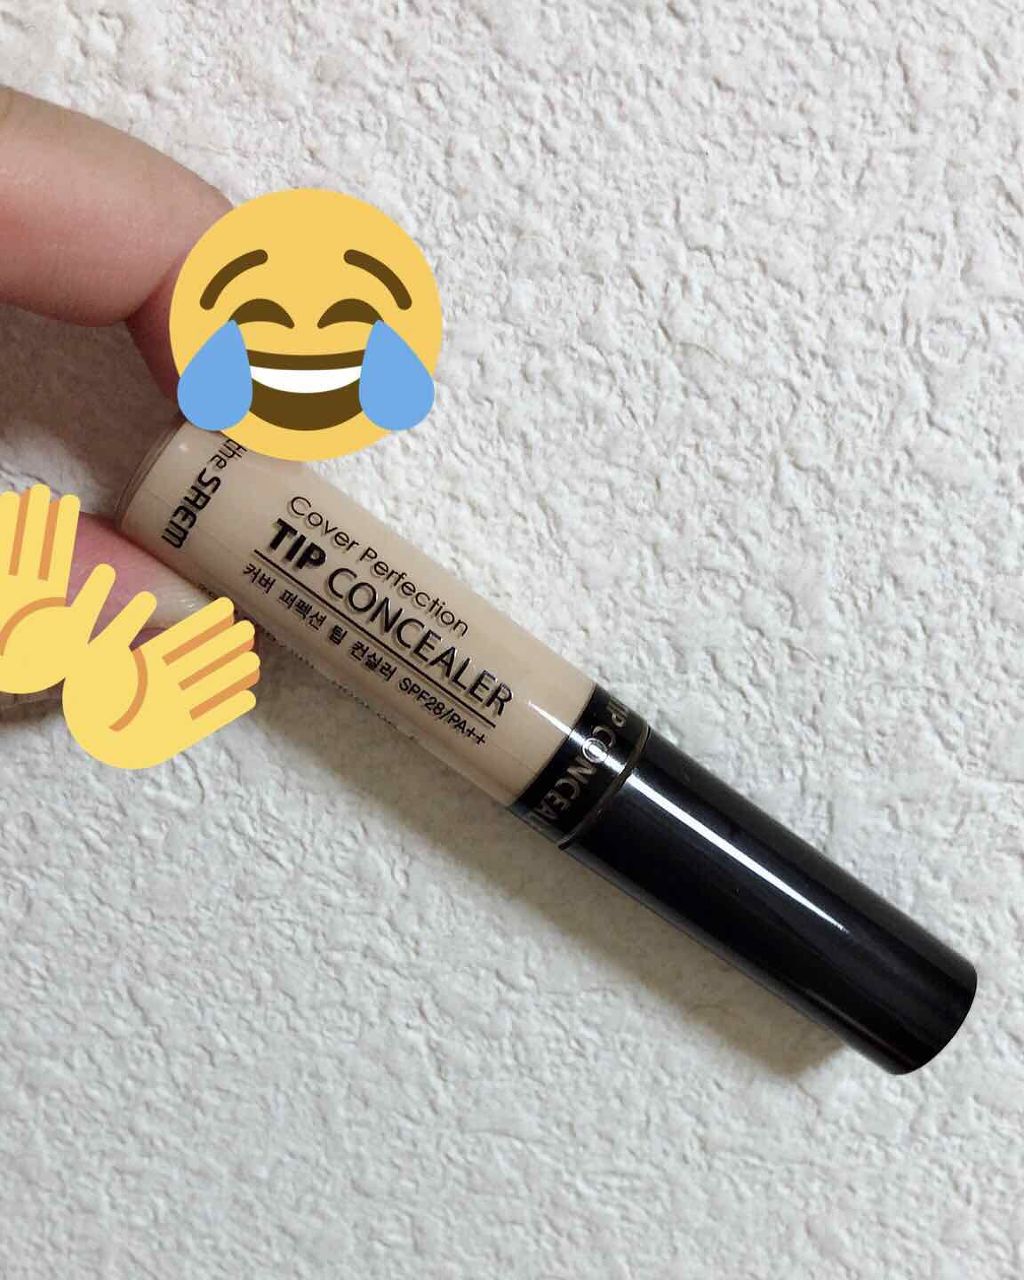 the SAEM
Cover Perfection
TIP CONCEALER
커버 퍼펙션 팁 컨실러 SPF28/PA++
TIP CONCEAL